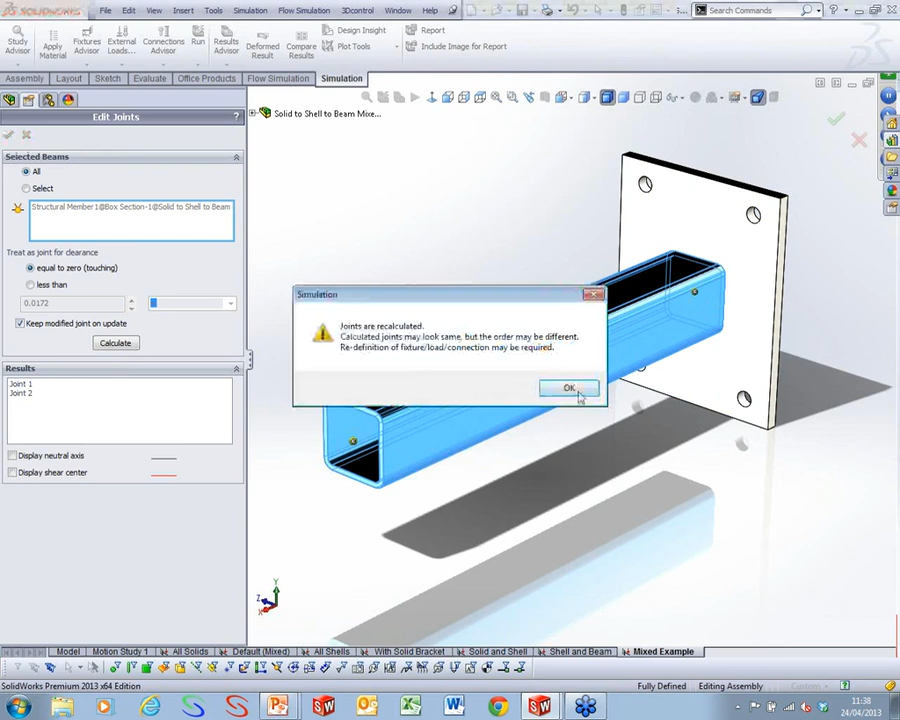 SOLIDWORKS File Edit View Insert Tools Simulation Flow Simulation 3Dcontrol Window Help Search Commands
Study Advisor
Apply Material
Fixtures Advisor
External Loads...
Connections Advisor
Run
Results Advisor
Deformed Result
Compare Results
Design Insight
Plot Tools
Report
Include Image for Report
Assembly Layout Sketch Evaluate Office Products Flow Simulation Simulation
Edit Joints ?
Solid to Shell to Beam Mixe...
Selected Beams
All
Select
Structural Member1@Box Section-1@Solid to Shell to Beam
Treat as joint for clearance
equal to zero (touching)
less than
0.0172
Keep modified joint on update
Calculate
Results
Joint 1
Joint 2
Display neutral axis
Display shear center
Simulation
Joints are recalculated.
Calculated joints may look same, but the order may be different.
Re-definition of fixture/load/connection may be required.
OK
Y
Z
X
Model Motion Study 1 All Solids Default (Mixed) All Shells With Solid Bracket Solid and Shell Shell and Beam Mixed Example
SolidWorks Premium 2013 x64 Edition Fully Defined Editing Assembly Custom
11:38
24/04/2013